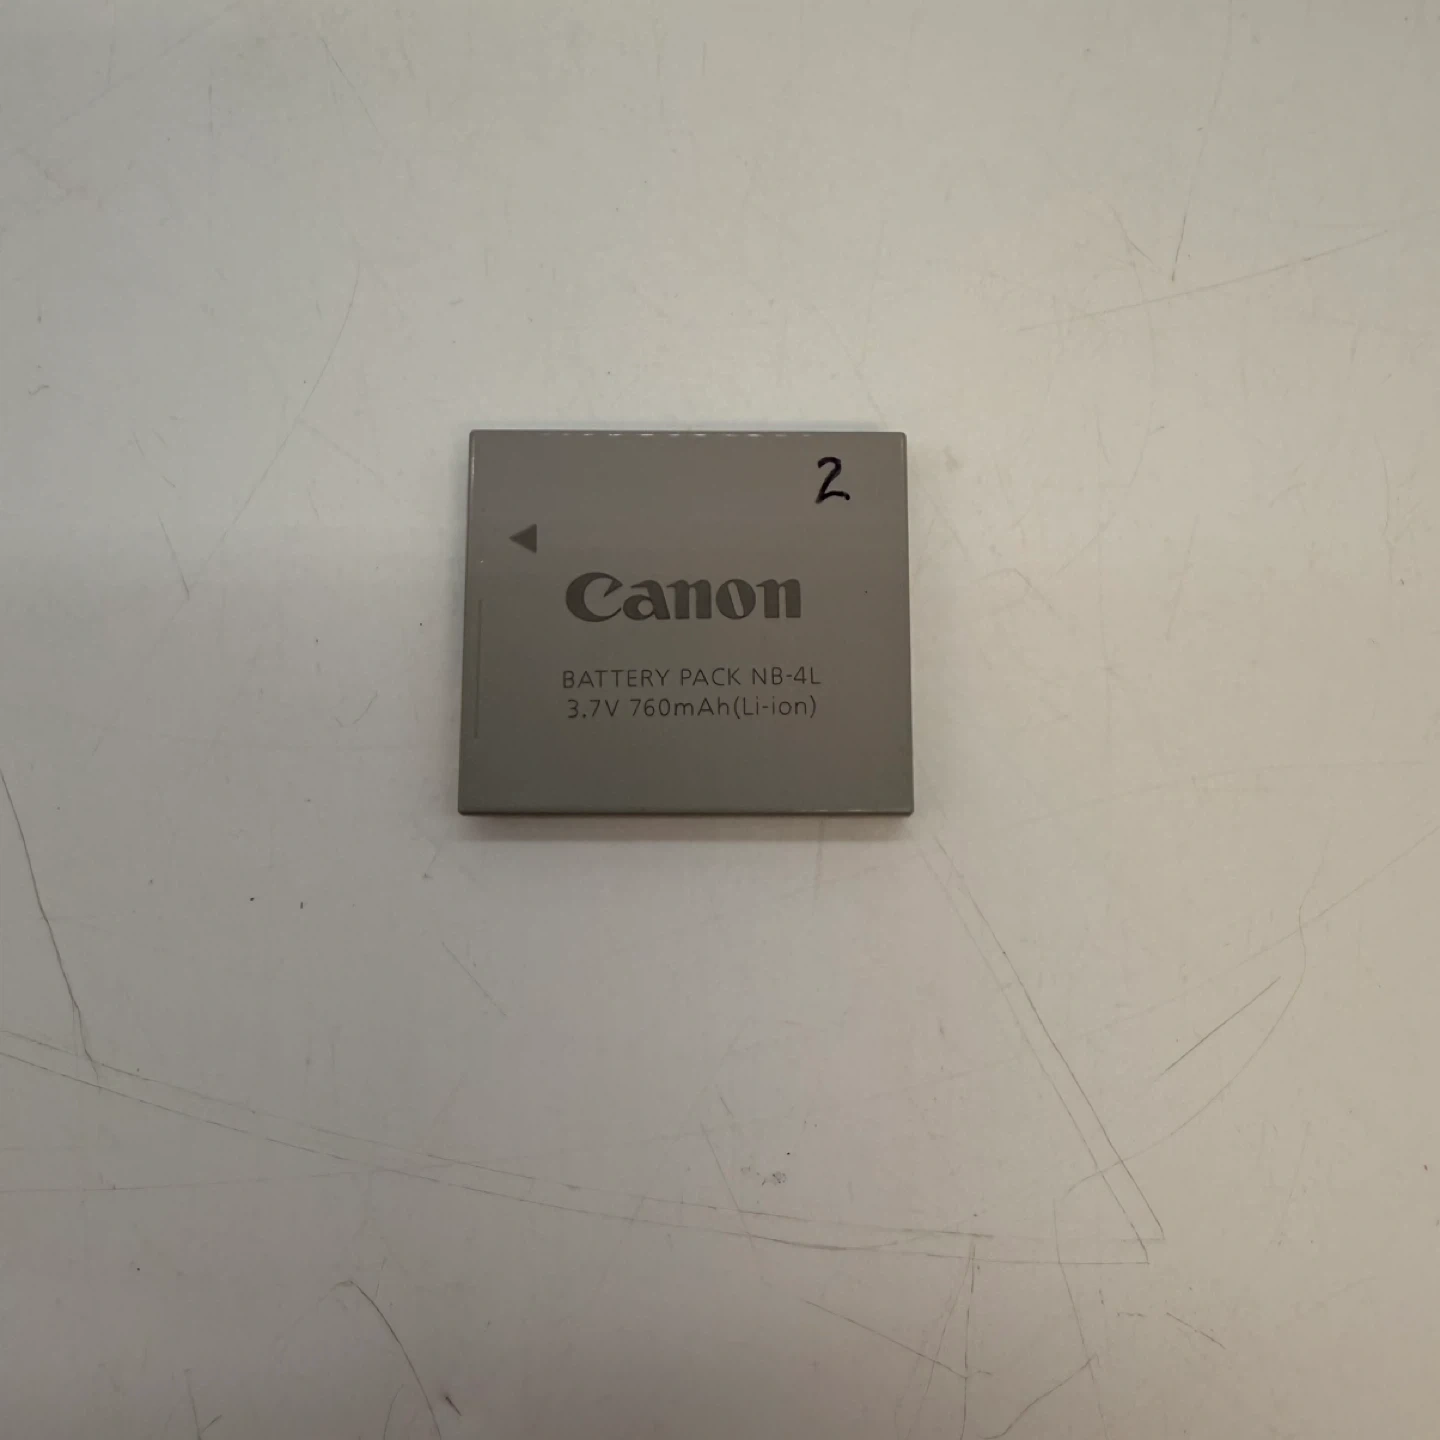 2
Canon
BATTERY PACK NB-4L
3.7V 760mAh(Li-ion)